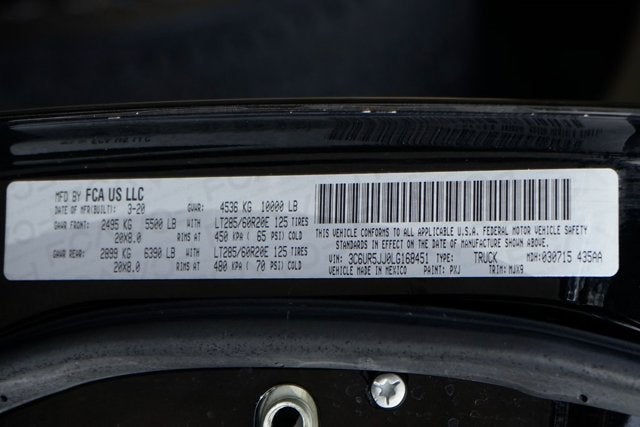 MFD BY FCA US LLC
DATE OF MFR(BUILT): 3-20 GVWR: 4536 KG 10000 LB
GAWR FRONT: 2495 KG 5500 LB WITH LT285/60R20E 125 TIRES
20X8.0 RIMS AT 450 KPA ( 65 PSI) COLD
GAWR REAR: 2899 KG 6390 LB WITH LT285/60R20E 125 TIRES
20X8.0 RIMS AT 480 KPA ( 70 PSI) COLD
THIS VEHICLE CONFORMS TO ALL APPLICABLE U.S.A. FEDERAL MOTOR VEHICLE SAFETY
STANDARDS IN EFFECT ON THE DATE OF MANUFACTURE SHOWN ABOVE.
VIN: 3C6UR5JJ0LG168451 TYPE: TRUCK MDH: 030715 435AA
VEHICLE MADE IN MEXICO PAINT: PXJ TRIM: MJX9